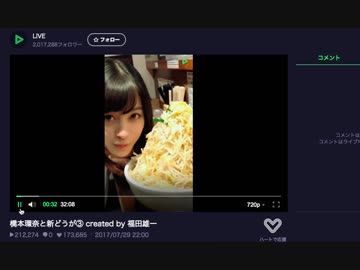 LIVE
2,017,288フォロワー
☆フォロー
コメント
コメントは
コメントはライブ
00:32 32:08
720p
橋本環奈と新どうが③ created by 福田雄一
212,274 0 173,685 2017/07/29 22:00
ハートで応援